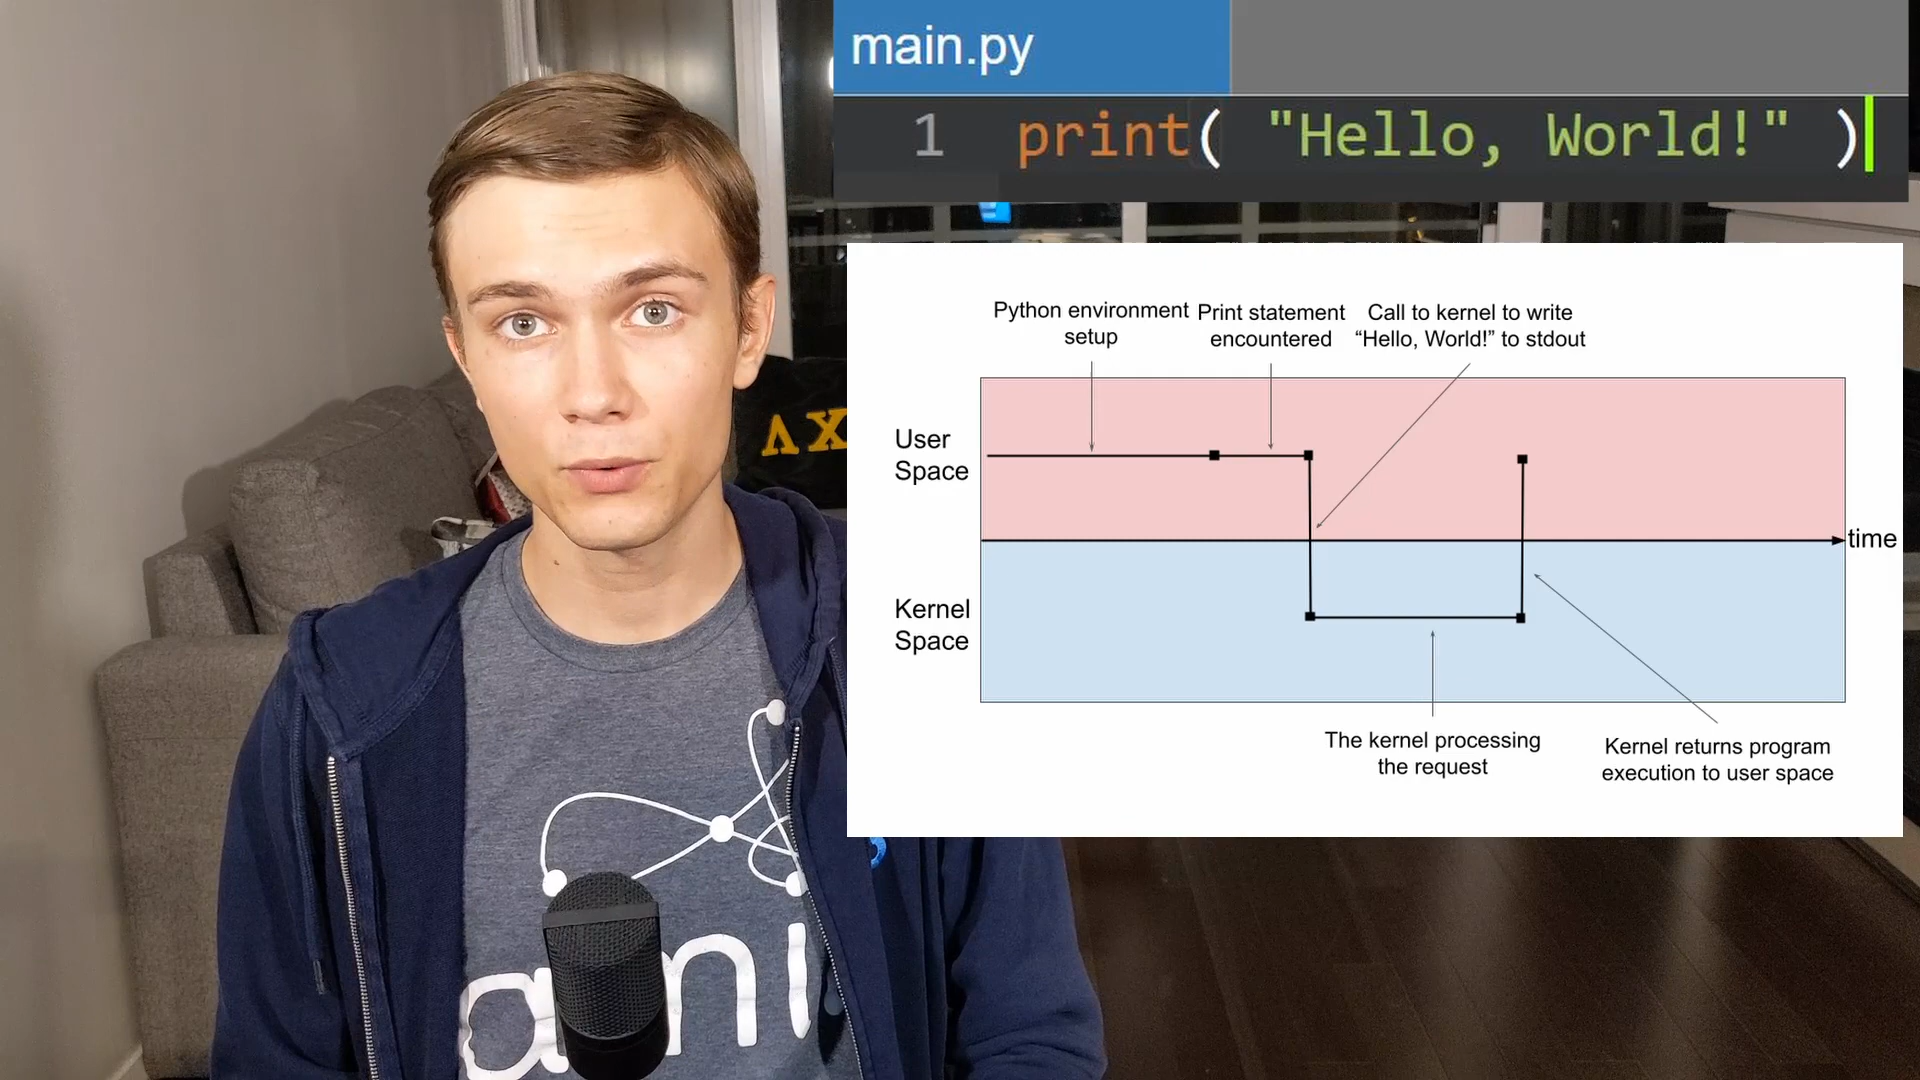 main.py
1 print( "Hello, World!" )
Python environment
setup
Print statement
encountered
Call to kernel to write
“Hello, World!” to stdout
User
Space
time
Kernel
Space
The kernel processing
the request
Kernel returns program
execution to user space
ΛΧ
ami